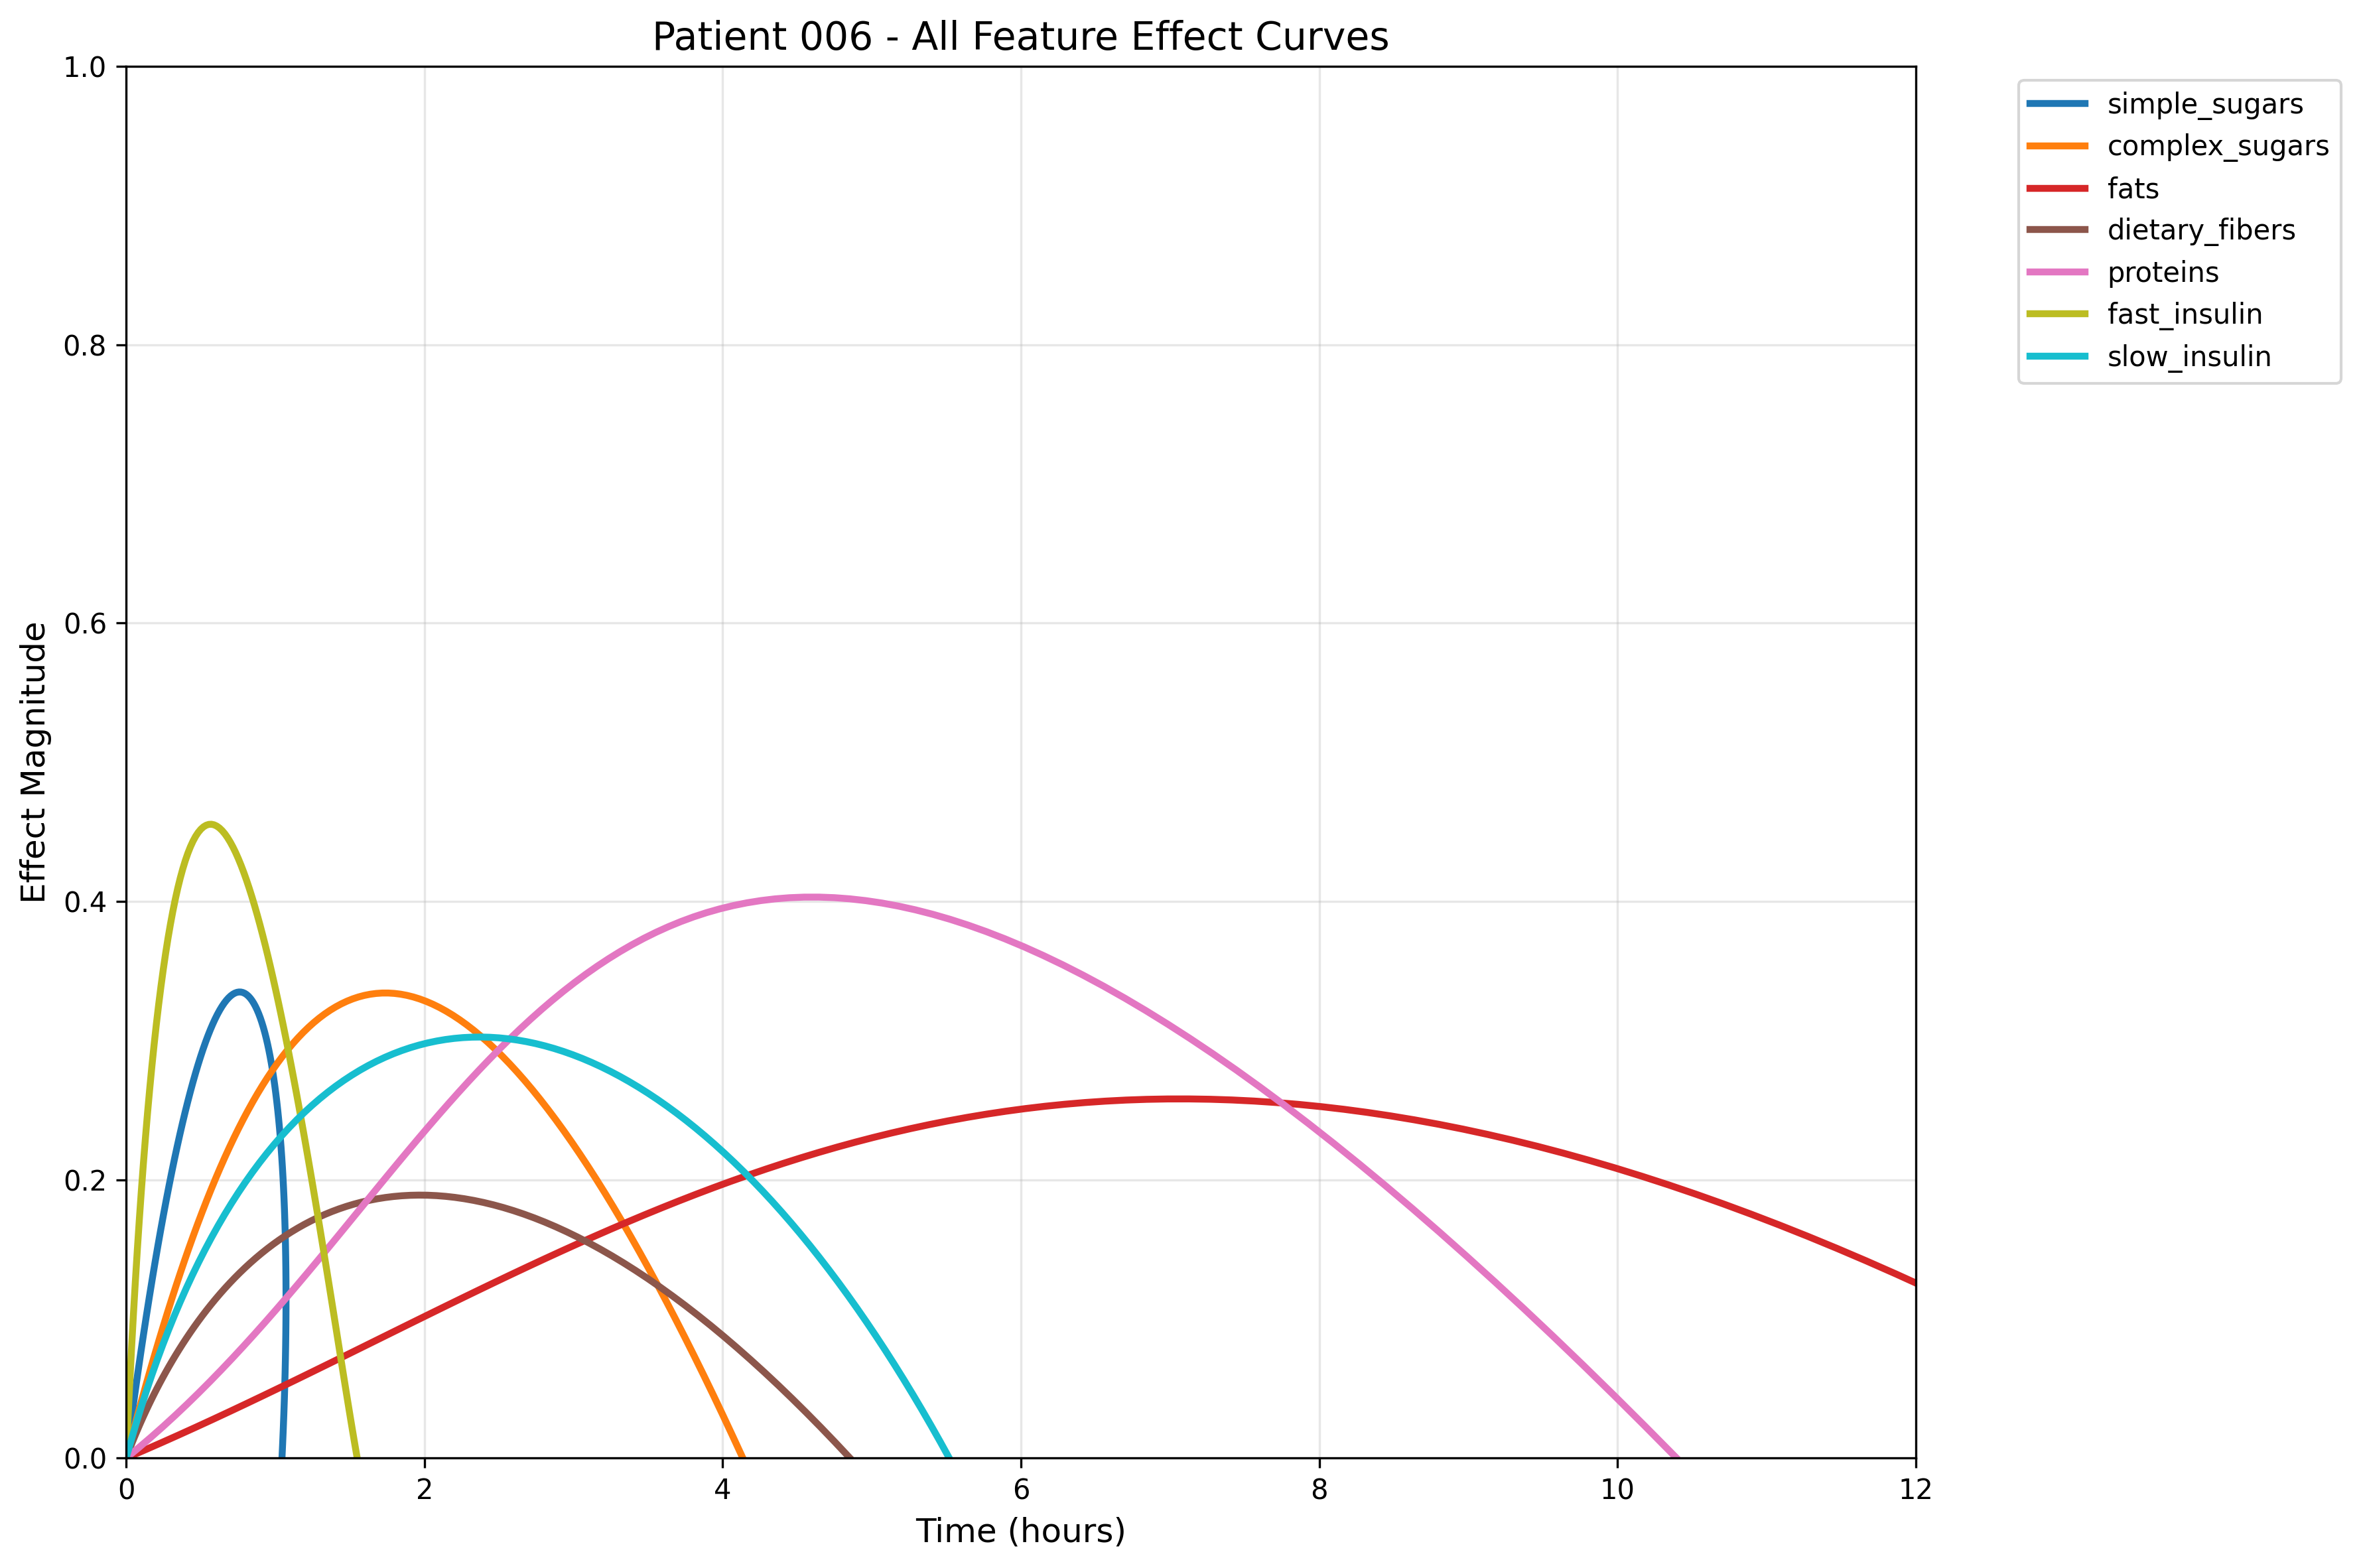 Patient 006 - All Feature Effect Curves
1.0
0.8
0.6
0.4
0.2
0.0
Effect Magnitude
0
2
4
6
8
10
12
Time (hours)
simple_sugars
complex_sugars
fats
dietary_fibers
proteins
fast_insulin
slow_insulin